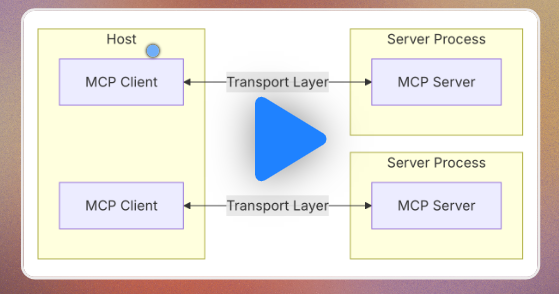 Host
MCP Client
Transport Layer
Server Process
MCP Server
MCP Client
Transport Layer
Server Process
MCP Server